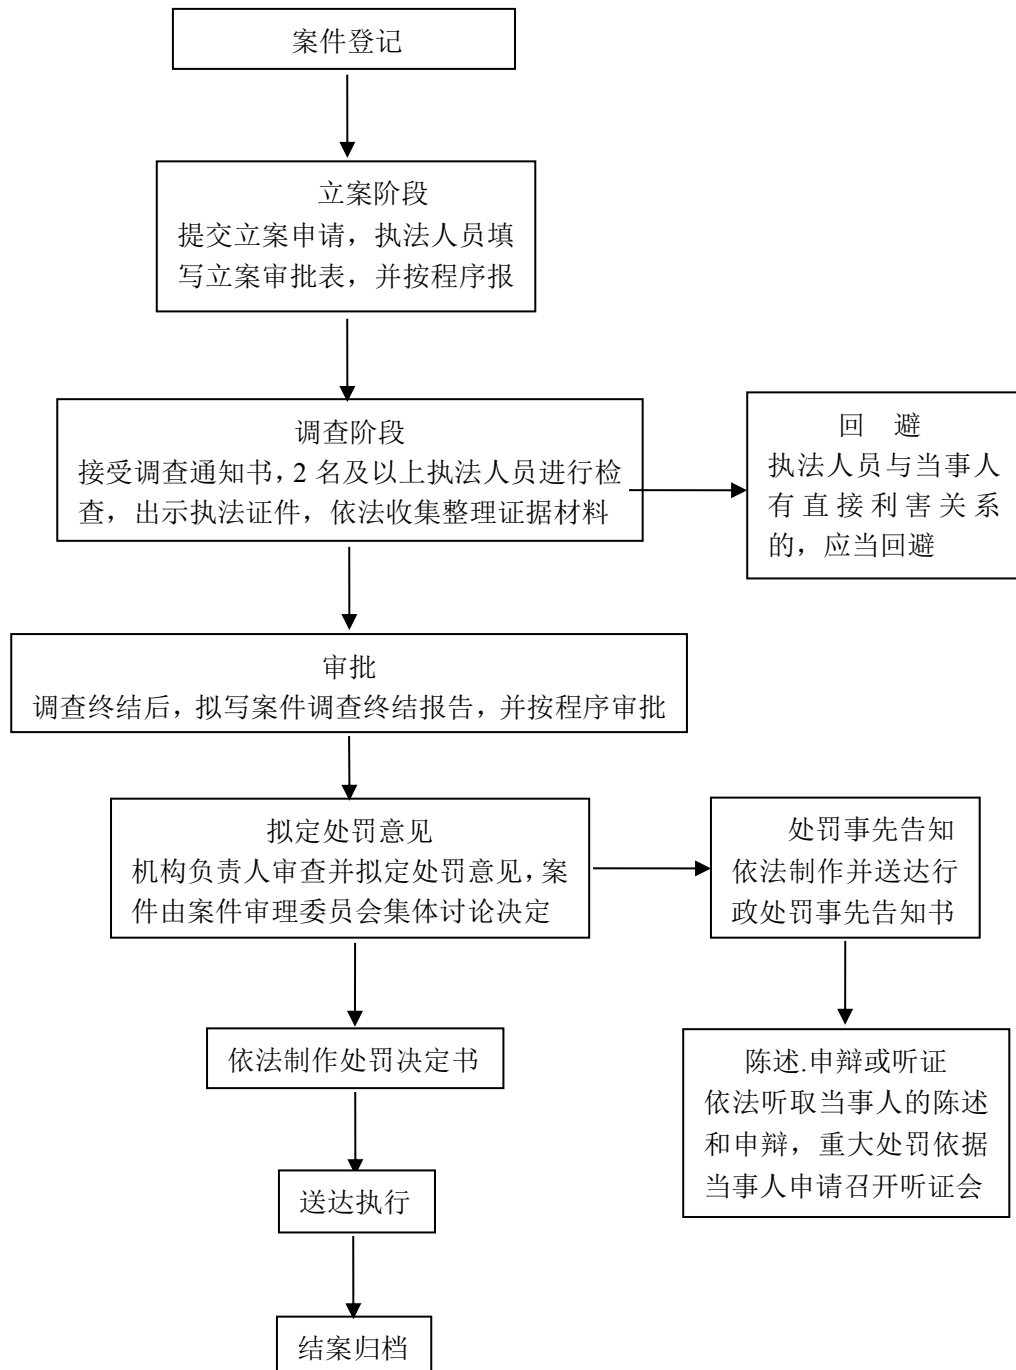 案件登记
立案阶段
提交立案申请，执法人员填
写立案审批表，并按程序报
调查阶段
接受调查通知书，2 名及以上执法人员进行检
查，出示执法证件，依法收集整理证据材料
回 避
执法人员与当事人
有直接利害关系
的，应当回避
审批
调查终结后，拟写案件调查终结报告，并按程序审批
拟定处罚意见
机构负责人审查并拟定处罚意见，案
件由案件审理委员会集体讨论决定
处罚事先告知
依法制作并送达行
政处罚事先告知书
依法制作处罚决定书
陈述.申辩或听证
依法听取当事人的陈述
和申辩，重大处罚依据
当事人申请召开听证会
送达执行
结案归档